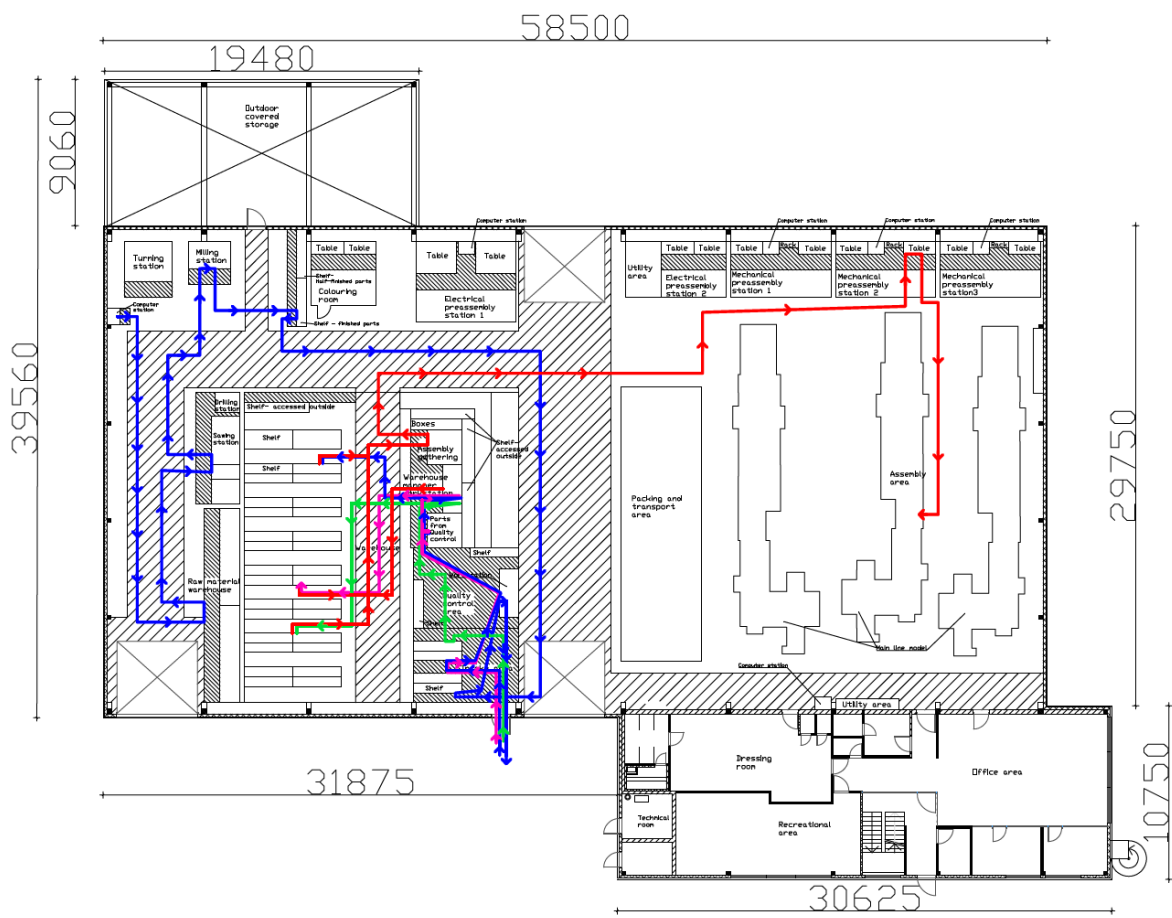 58500
19480
9060
39560
Outdoor
covered
storage
Computer station
Computer station
Computer station
Computer station
Turning
station
Milling
station
Table
Table
Table
Table
Table
Table
Table
Table
Rack
Table
Table
Rack
Table
Table
Rack
Table
Shelf-
Half-finished parts
Colouring
room
Electrical
preassembly
station 1
Utility
area
Electrical
preassembly
station 2
Mechanical
preassembly
station 1
Mechanical
preassembly
station 2
Mechanical
preassembly
station3
Computer
station
Shelf - finished parts
Drilling
station
Shelf- accessed outside
Sawing
station
Shelf
Shelf
Boxes
Assembly
gathering
Shelf-
accessed
outside
Warehouse
manager
Parts
from
Quality
control
Shelf
Warehouse
Raw material
warehouse
Quality
control
area
Shelf
Shelf
Packing and
transport
area
Assembly
area
29750
Main line model
Computer station
Utility area
31875
Dressing
room
Office area
Technical
room
Recreational
area
10750
30625